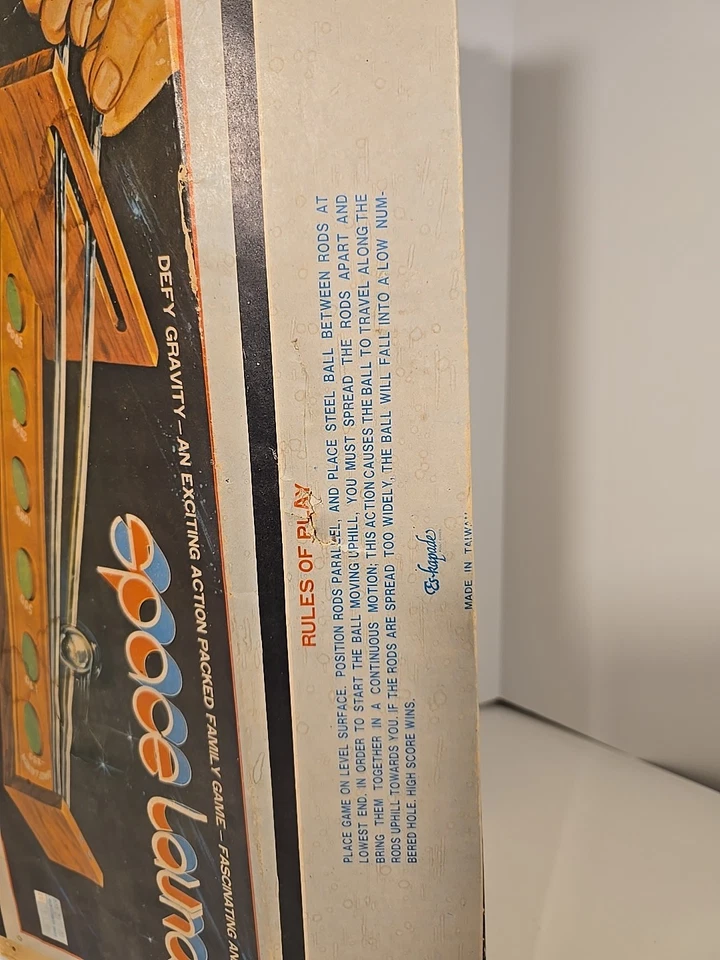 DEFY GRAVITY – AN EXCITING ACTION PACKED FAMILY GAME – FASCINATING
space
RULES OF PLAY
PLACE GAME ON LEVEL SURFACE. POSITION RODS PARALLEL, AND PLACE STEEL BALL BETWEEN RODS AT
LOWEST END. IN ORDER TO START THE BALL MOVING UPHILL, YOU MUST SPREAD THE RODS APART AND
BRING THEM TOGETHER IN A CONTINUOUS MOTION; THIS ACTION CAUSES THE BALL TO TRAVEL ALONG THE
RODS UPHILL TOWARDS YOU. IF THE RODS ARE SPREAD TOO WIDELY, THE BALL WILL FALL INTO A LOW NUM-
BERED HOLE. HIGH SCORE WINS.
Es-kapade
MADE IN TAIWAN